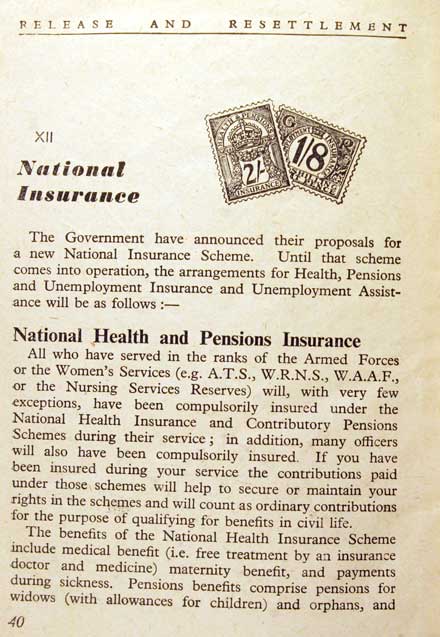 RELEASE AND RESETTLEMENT
XII
National
Insurance
HEALTH & PENSIONS
2/-
INSURANCE
G R
1/8
The Government have announced their proposals for
a new National Insurance Scheme. Until that scheme
comes into operation, the arrangements for Health, Pensions
and Unemployment Insurance and Unemployment Assist-
ance will be as follows :—
National Health and Pensions Insurance
All who have served in the ranks of the Armed Forces
or the Women's Services (e.g. A.T.S., W.R.N.S., W.A.A.F.,
or the Nursing Services Reserves) will, with very few
exceptions, have been compulsorily insured under the
National Health Insurance and Contributory Pensions
Schemes during their service ; in addition, many officers
will also have been compulsorily insured. If you have
been insured during your service the contributions paid
under those schemes will help to secure or maintain your
rights in the schemes and will count as ordinary contributions
for the purpose of qualifying for benefits in civil life.
The benefits of the National Health Insurance Scheme
include medical benefit (i.e. free treatment by an insurance
doctor and medicine) maternity benefit, and payments
during sickness. Pensions benefits comprise pensions for
widows (with allowances for children) and orphans, and
40